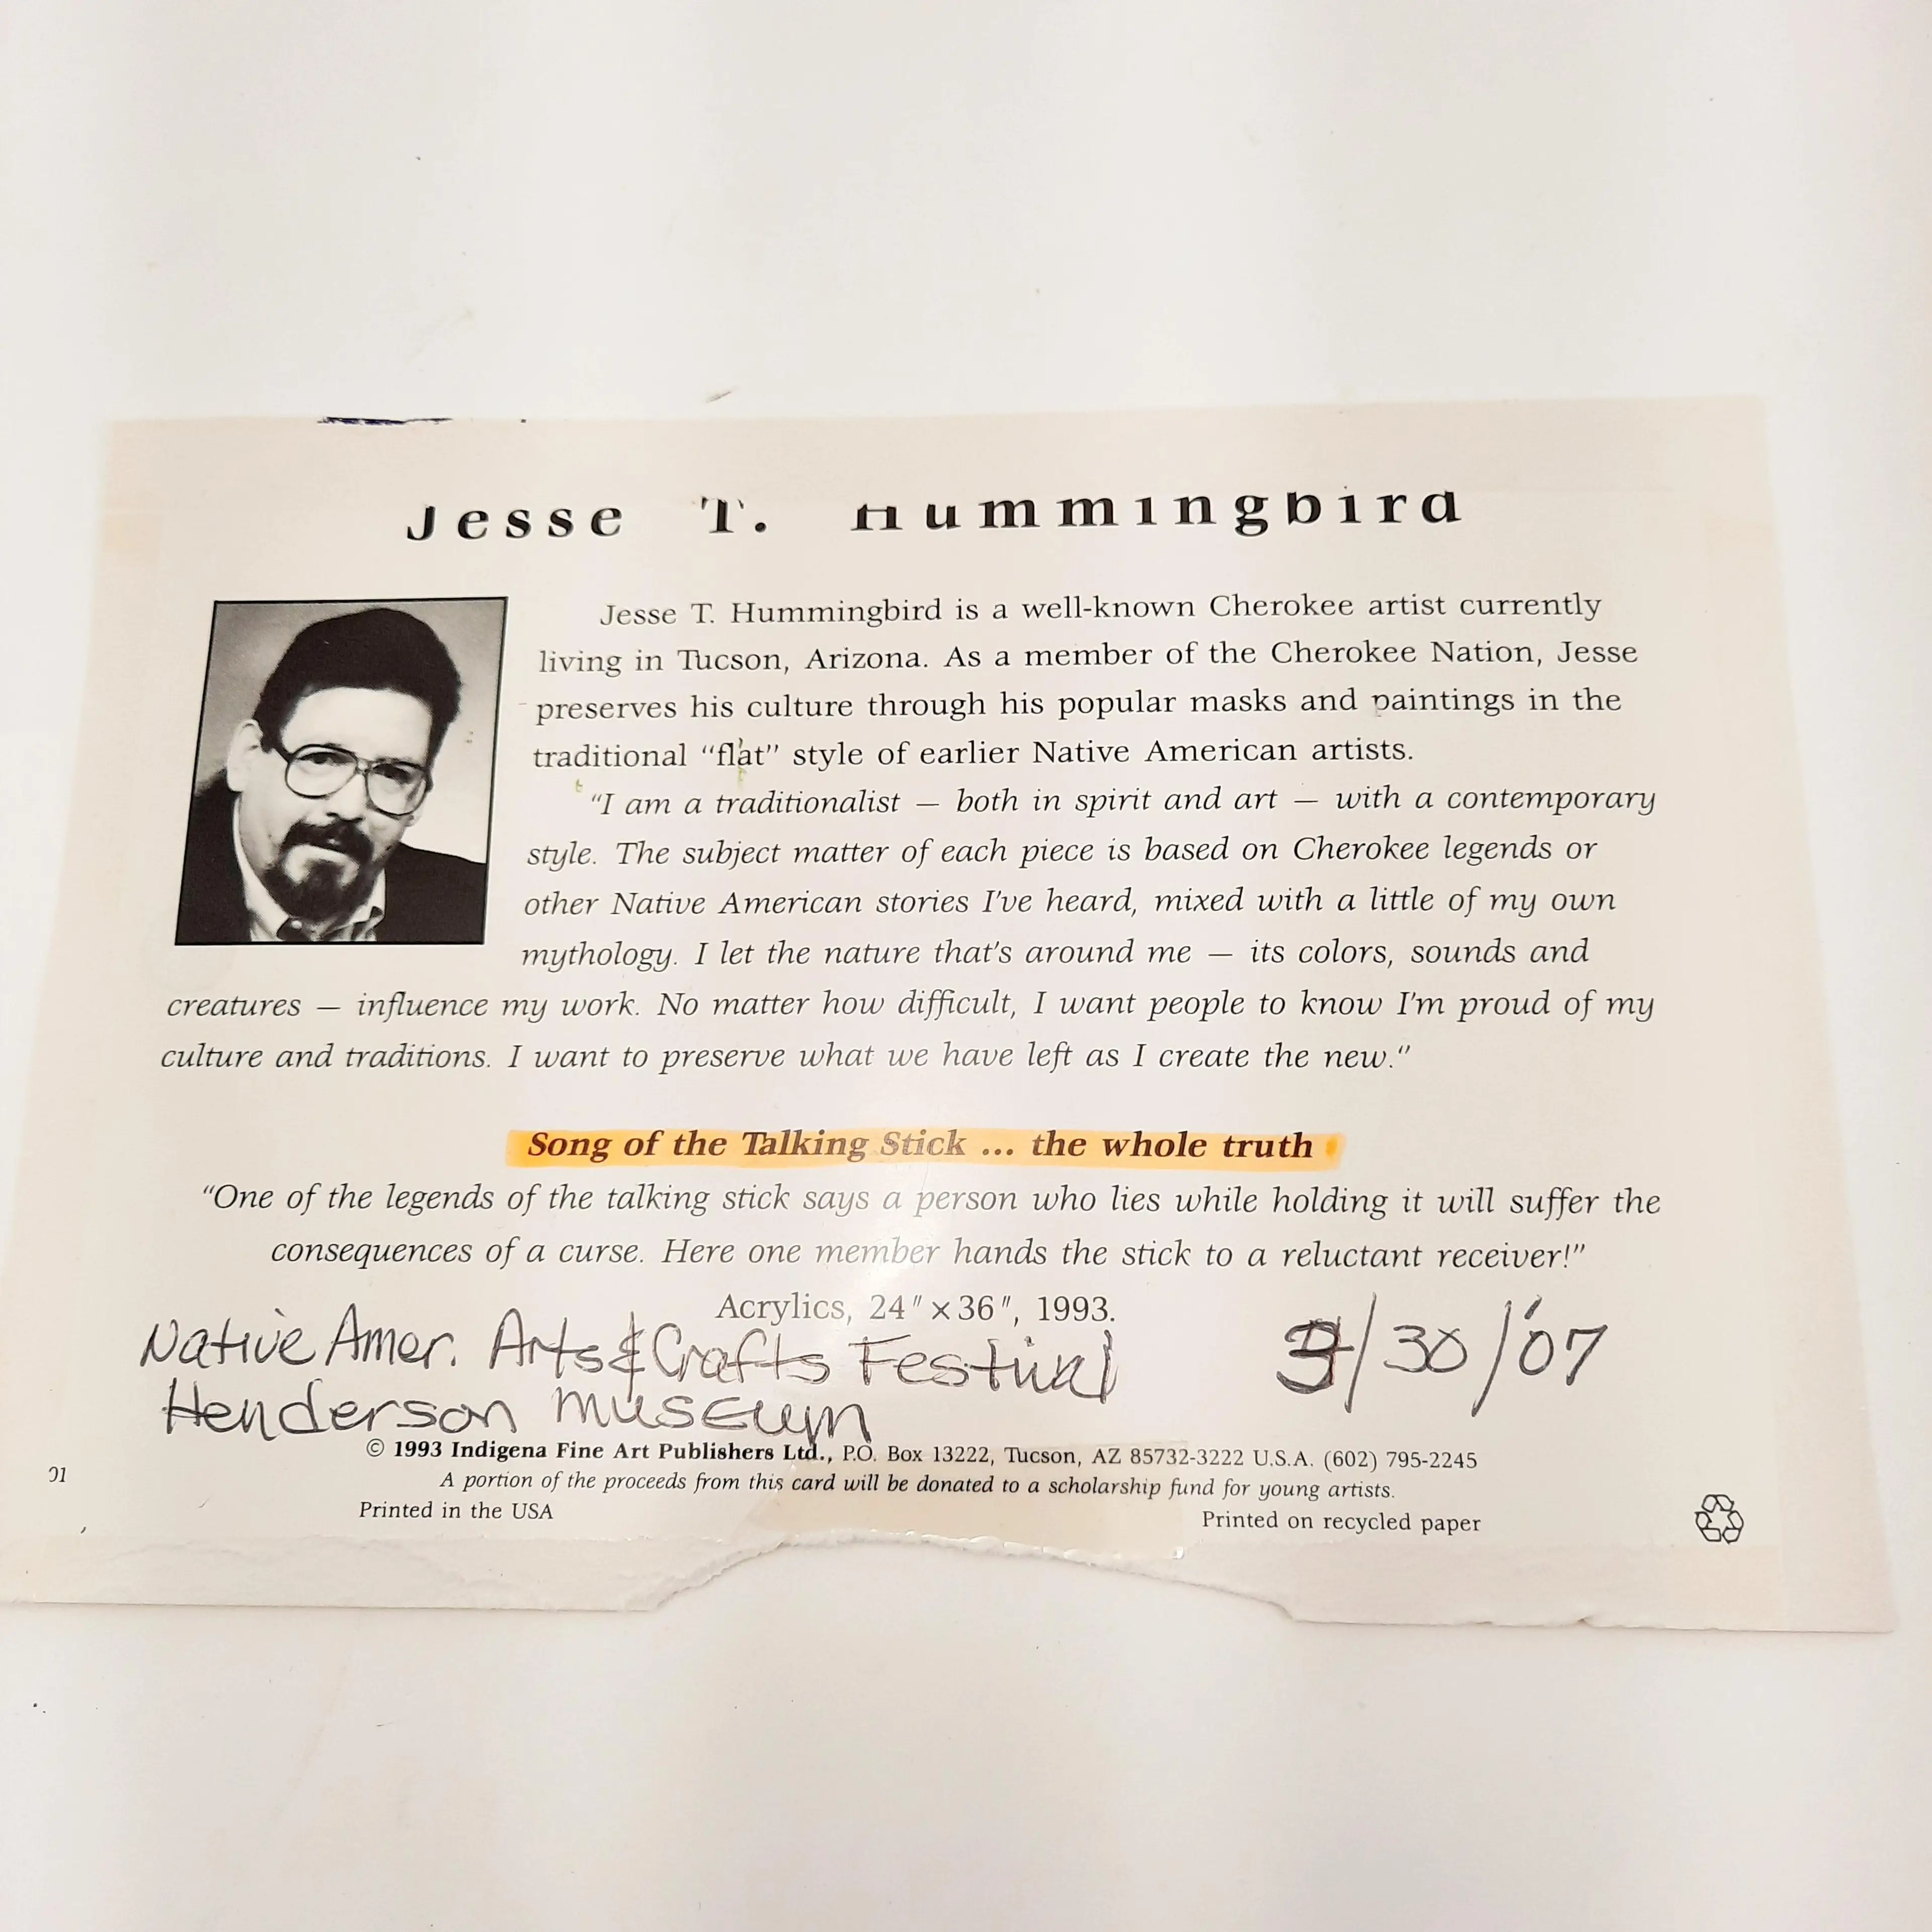 Jesse T. Hummingbird
Jesse T. Hummingbird is a well-known Cherokee artist currently
living in Tucson, Arizona. As a member of the Cherokee Nation, Jesse
preserves his culture through his popular masks and paintings in the
traditional “flat” style of earlier Native American artists.
“I am a traditionalist — both in spirit and art — with a contemporary
style. The subject matter of each piece is based on Cherokee legends or
other Native American stories I’ve heard, mixed with a little of my own
mythology. I let the nature that’s around me — its colors, sounds and
creatures — influence my work. No matter how difficult, I want people to know I’m proud of my
culture and traditions. I want to preserve what we have left as I create the new.”
Song of the Talking Stick ... the whole truth
“One of the legends of the talking stick says a person who lies while holding it will suffer the
consequences of a curse. Here one member hands the stick to a reluctant receiver!”
Acrylics, 24" × 36", 1993.
Native Amer. Arts & Crafts Festival /30/'07
Henderson museum
© 1993 Indigena Fine Art Publishers Ltd., P.O. Box 13222, Tucson, AZ 85732-3222 U.S.A. (602) 795-2245
A portion of the proceeds from this card will be donated to a scholarship fund for young artists.
Printed in the USA Printed on recycled paper